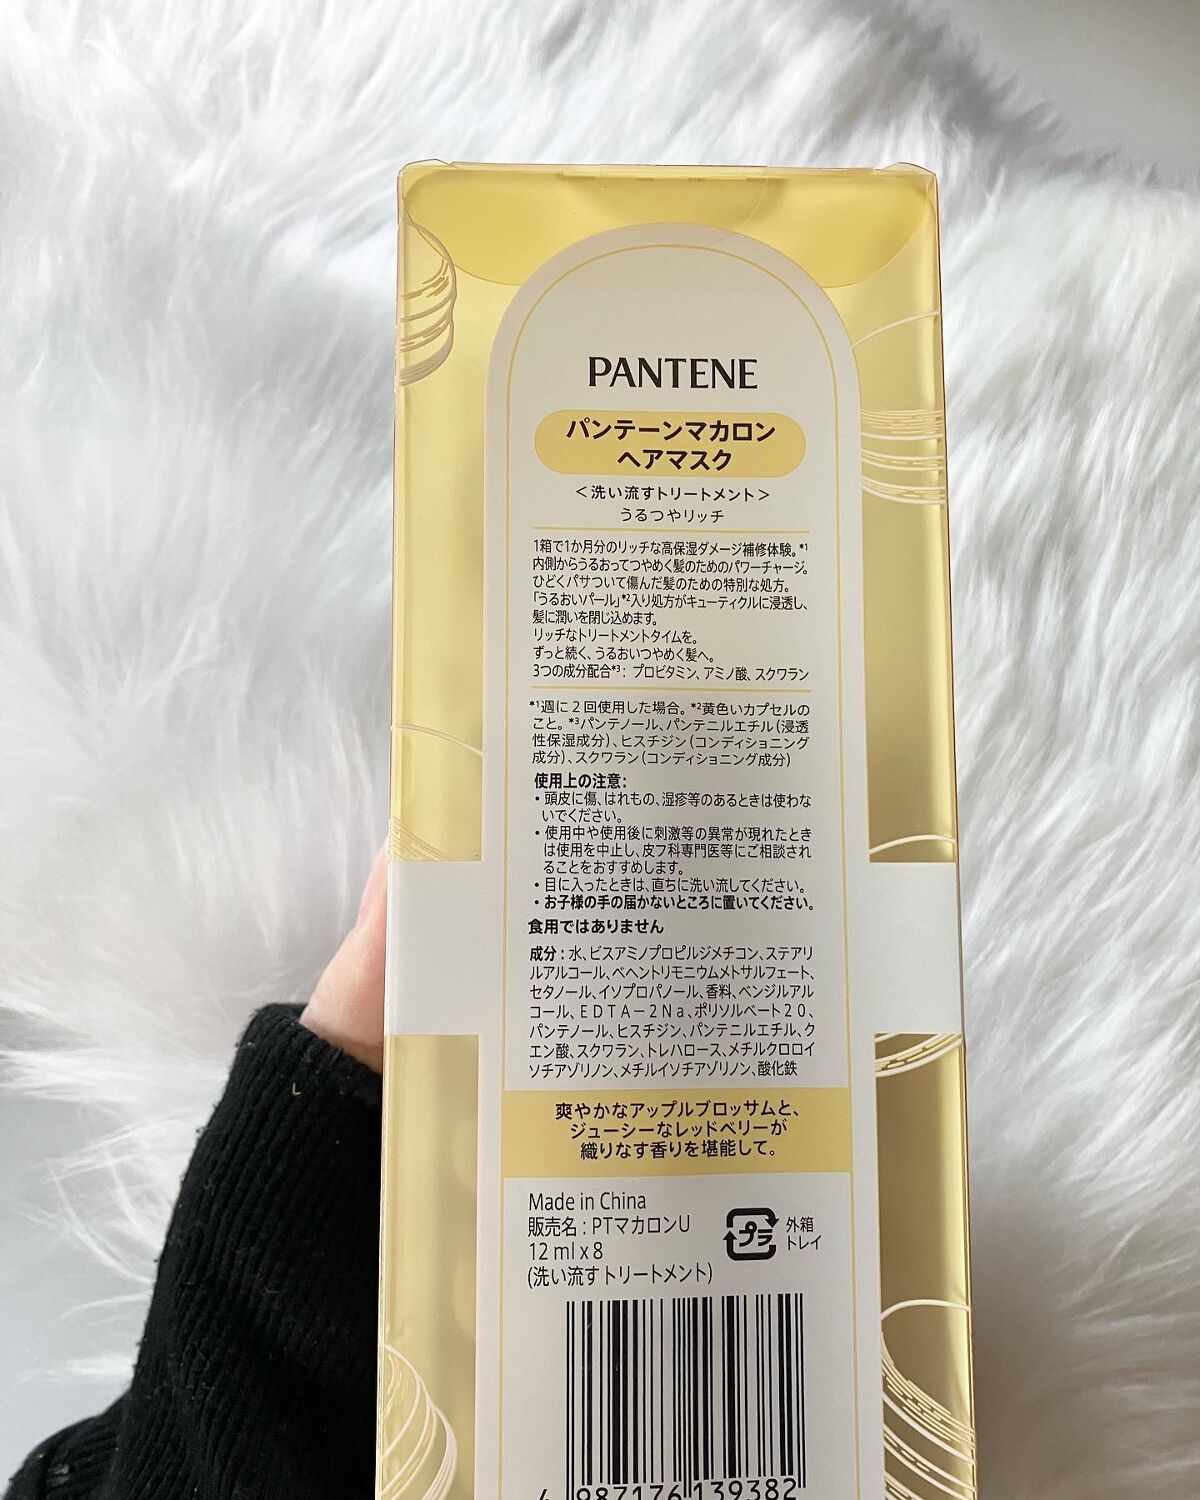 PANTENE
パンテーンマカロン
ヘアマスク
＜洗い流すトリートメント＞
うるつやリッチ
1箱で1か月分のリッチな高保湿ダメージ補修体験。*1
内側からうるおってつやめく髪のためのパワーチャージ。
ひどくパサついて傷んだ髪のための特別な処方。
「うるおいパール」*2入り処方がキューティクルに浸透し、
髪に潤いを閉じ込めます。
リッチなトリートメントタイムを。
ずっと続く、うるおいつやめく髪へ。
3つの成分配合*3：プロビタミン、アミノ酸、スクワラン
*1週に２回使用した場合。*2黄色いカプセルの
こと。*3パンテノール、パンテニルエチル（浸透
性保湿成分）、ヒスチジン（コンディショニング
成分）、スクワラン（コンディショニング成分）
使用上の注意：
・頭皮に傷、はれもの、湿疹等のあるときは使わな
いでください。
・使用中や使用後に刺激等の異常が現れたとき
は使用を中止し、皮フ科専門医等にご相談され
ることをおすすめします。
・目に入ったときは、直ちに洗い流してください。
・お子様の手の届かないところに置いてください。
食用ではありません
成分：水、ビスアミノプロピルジメチコン、ステアリ
ルアルコール、ベヘントリモニウムメトサルフェート、
セタノール、イソプロパノール、香料、ベンジルアル
コール、ＥＤＴＡ－２Ｎａ、ポリソルベート２０、
パンテノール、ヒスチジン、パンテニルエチル、ク
エン酸、スクワラン、トレハロース、メチルクロロイ
ソチアゾリノン、メチルイソチアゾリノン、酸化鉄
爽やかなアップルブロッサムと、
ジューシーなレッドベリーが
織りなす香りを堪能して。
Made in China
販売名：PTマカロンU
12 ml x 8
(洗い流すトリートメント)
プラ
外箱
トレイ
4 987176 139382